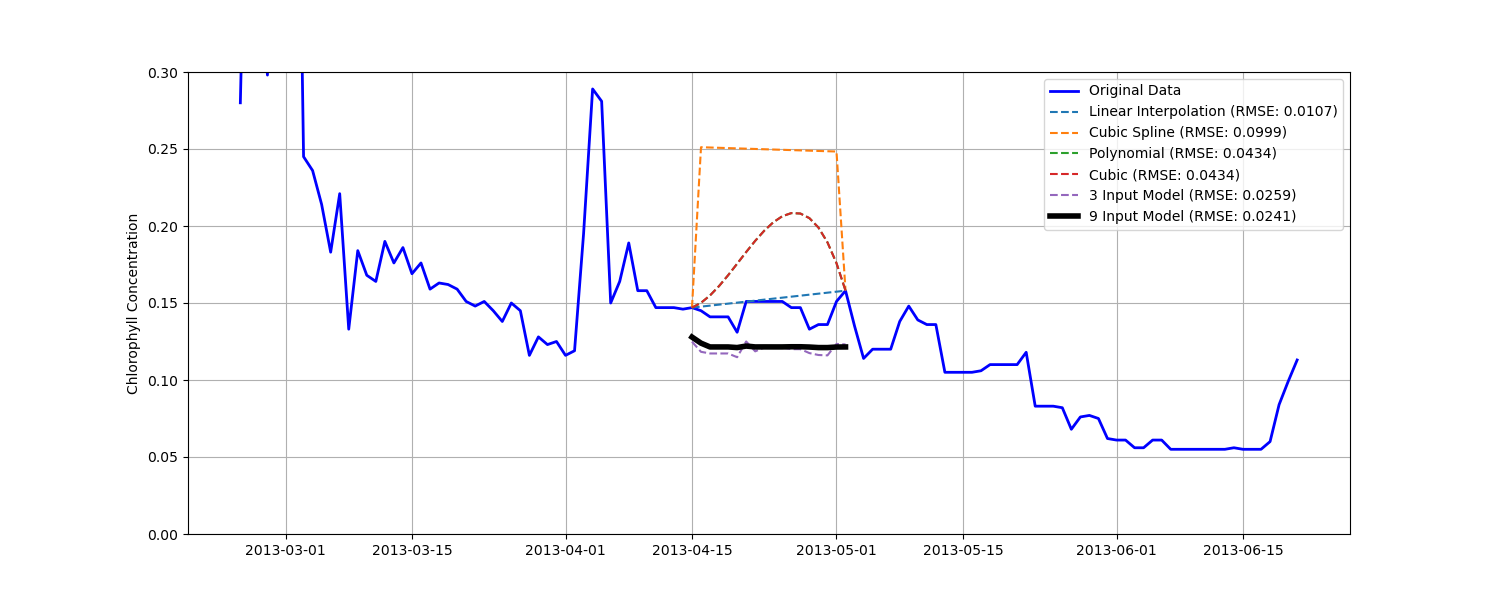 Chlorophyll Concentration
0.30
0.25
0.20
0.15
0.10
0.05
0.00
2013-03-01 2013-03-15 2013-04-01 2013-04-15 2013-05-01 2013-05-15 2013-06-01 2013-06-15
Original Data
Linear Interpolation (RMSE: 0.0107)
Cubic Spline (RMSE: 0.0999)
Polynomial (RMSE: 0.0434)
Cubic (RMSE: 0.0434)
3 Input Model (RMSE: 0.0259)
9 Input Model (RMSE: 0.0241)